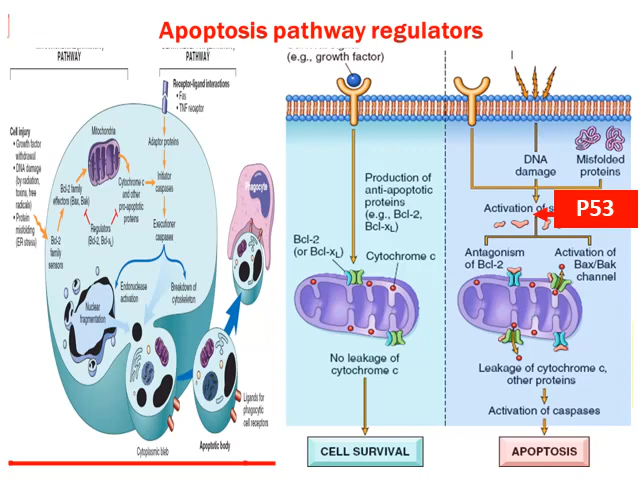 Apoptosis pathway regulators
PATHWAY
PATHWAY
Receptor-ligand interactions
• Fas
• TNF receptor
Cell injury
• Growth factor
withdrawal
• DNA damage
(by radiation,
toxins, free
radicals)
• Protein
misfolding
(ER stress)
Mitochondria
Adaptor proteins
Phagocyte
Bcl-2 family
effectors (Bax, Bak)
Cytochrome c
and other
pro-apoptotic
proteins
Initiator
caspases
Regulators
(Bcl-2, Bcl-xL)
Executioner
caspases
Bcl-2
family
sensors
Endonuclease
activation
Breakdown of
cytoskeleton
Nuclear
fragmentation
Ligands for
phagocytic
cell receptors
Cytoplasmic bleb
Apoptotic body
(e.g., growth factor)
Production of
anti-apoptotic
proteins
(e.g., Bcl-2,
Bcl-xL)
Bcl-2
(or Bcl-xL)
Cytochrome c
No leakage of
cytochrome c
CELL SURVIVAL
DNA
damage
Misfolded
proteins
Activation of s
P53
Antagonism
of Bcl-2
Activation of
Bax/Bak
channel
Leakage of cytochrome c,
other proteins
Activation of caspases
APOPTOSIS